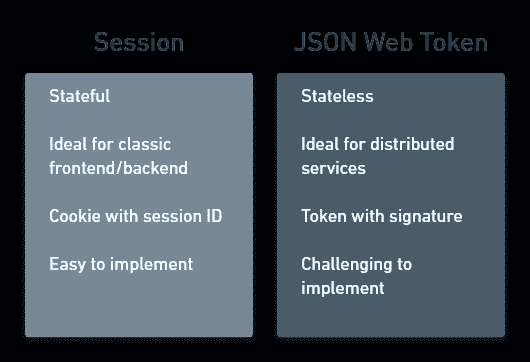 Session
Stateful
Ideal for classic
frontend/backend
Cookie with session ID
Easy to implement
JSON Web Token
Stateless
Ideal for distributed
services
Token with signature
Challenging to
implement